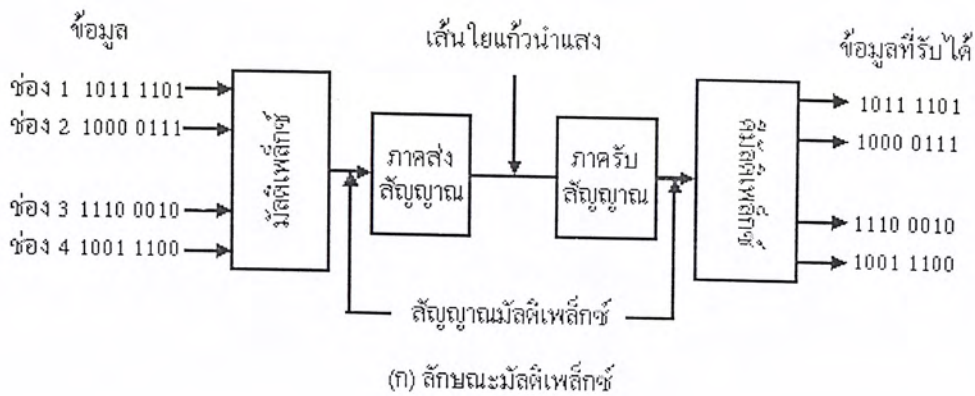 ข้อมูล
เส้นใยแก้วนำแสง
ข้อมูลที่รับได้
ช่อง 1 1011 1101
ช่อง 2 1000 0111
ช่อง 3 1110 0010
ช่อง 4 1001 1100
มัลติเพล็กซ์
ภาคส่ง
สัญญาณ
ภาครับ
สัญญาณ
ดีมัลติเพล็กซ์
1011 1101
1000 0111
1110 0010
1001 1100
สัญญาณมัลติเพล็กซ์
(ก) ลักษณะมัลติเพล็กซ์